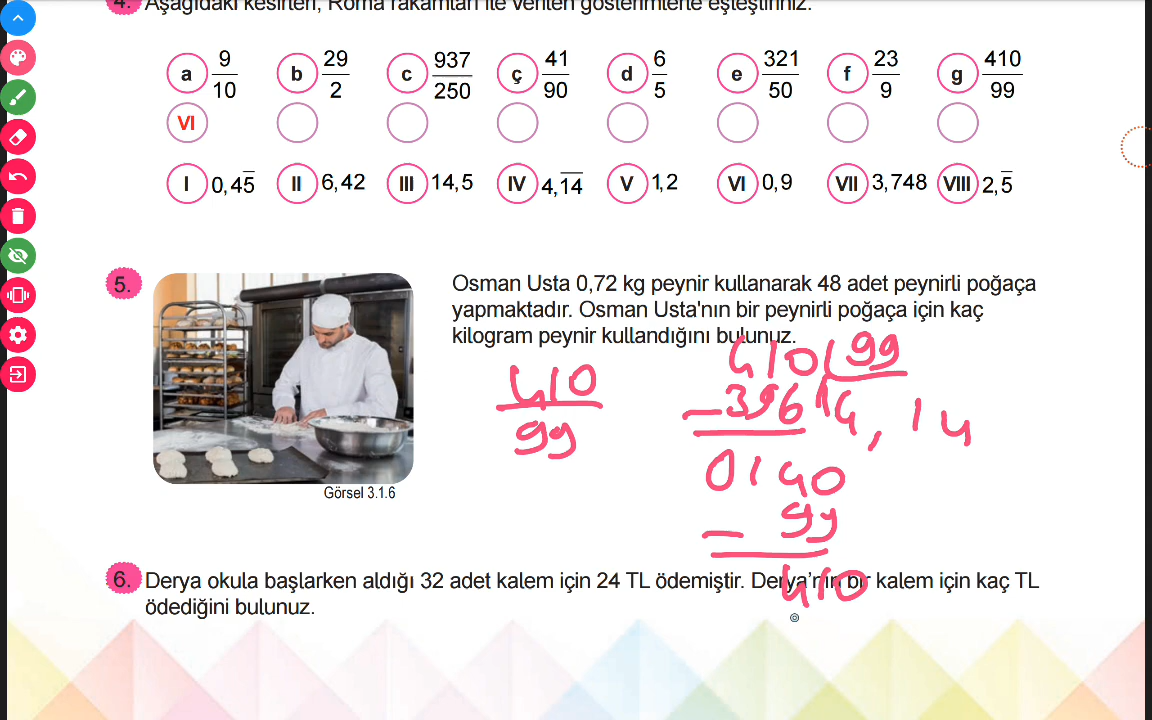 4. Aşağıdaki kesirleri, Roma rakamları ile verilen gösterimlerle eşleştiriniz.
a 9/10 b 29/2 c 937/250 ç 41/90 d 6/5 e 321/50 f 23/9 g 410/99
VI
I 0,45̅ II 6,42 III 14,5 IV 4,1̅4̅ V 1,2 VI 0,9 VII 3,748 VIII 2,5̅
5.
Osman Usta 0,72 kg peynir kullanarak 48 adet peynirli poğaça
yapmaktadır. Osman Usta'nın bir peynirli poğaça için kaç
kilogram peynir kullandığını bulunuz.
410/99
410 99
-396 4,14
0140
- 99
410
Görsel 3.1.6
6. Derya okula başlarken aldığı 32 adet kalem için 24 TL ödemiştir. Derya'nın bir kalem için kaç TL
ödediğini bulunuz.